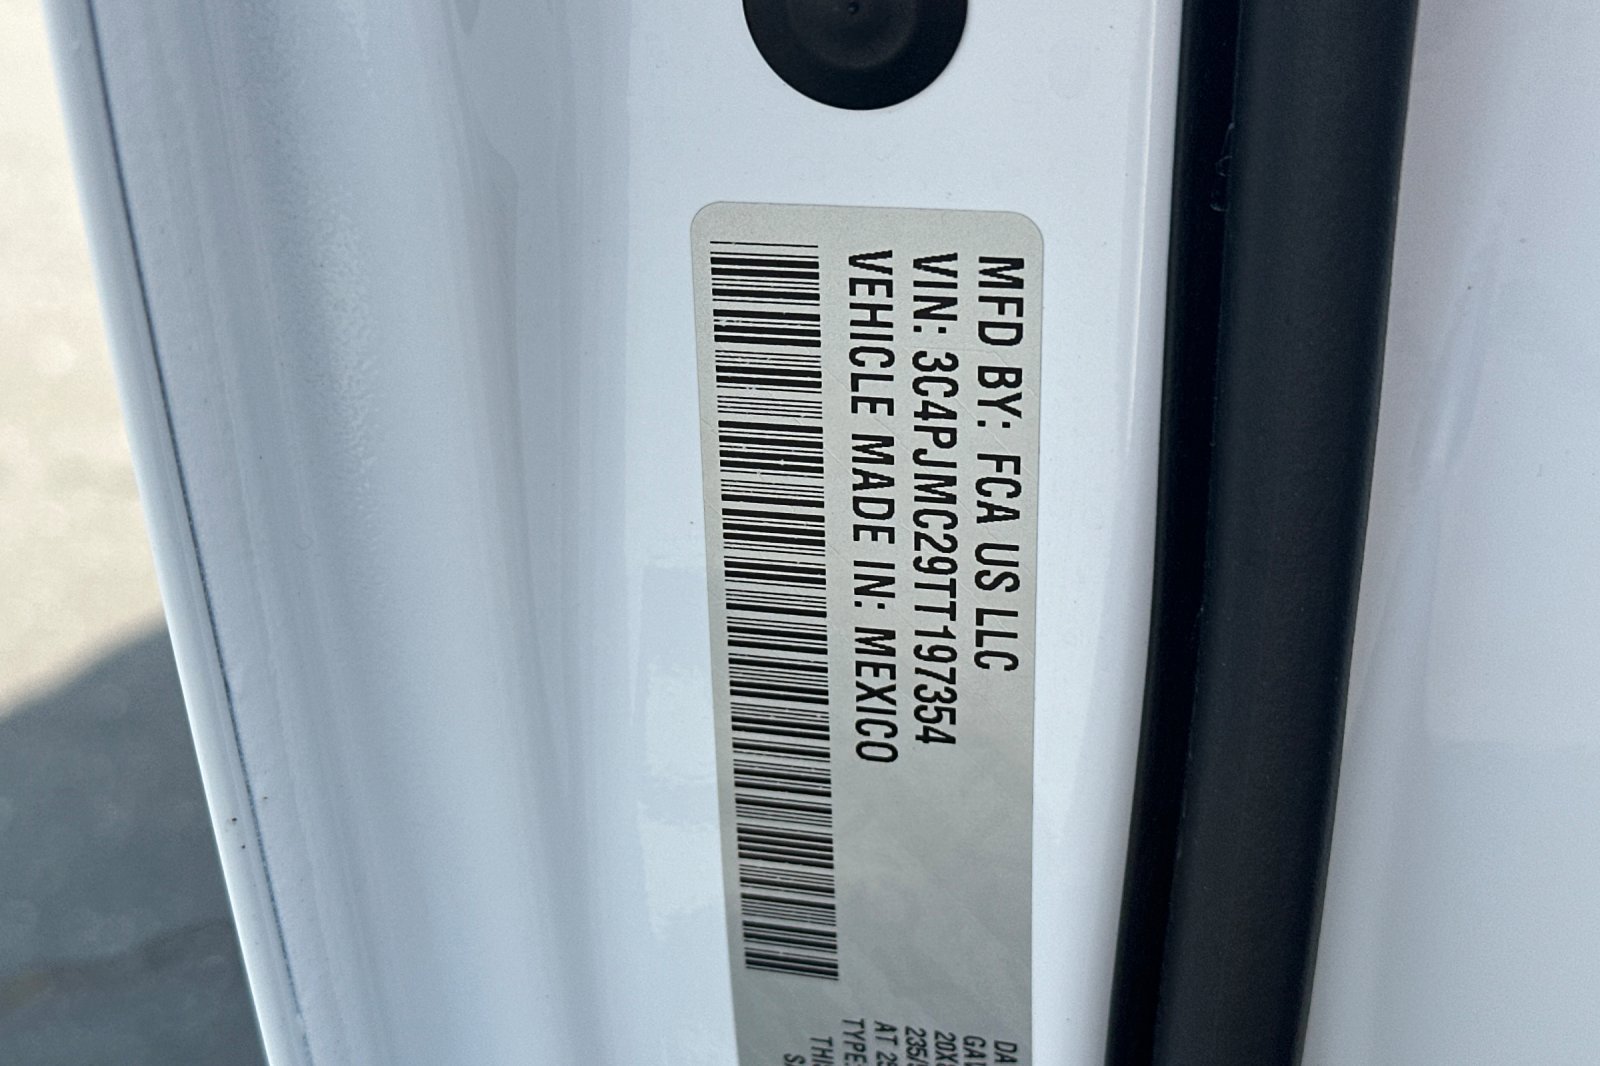 MFD BY: FCA US LLC
VIN: 3C4PJMC29TT197354
VEHICLE MADE IN: MEXICO